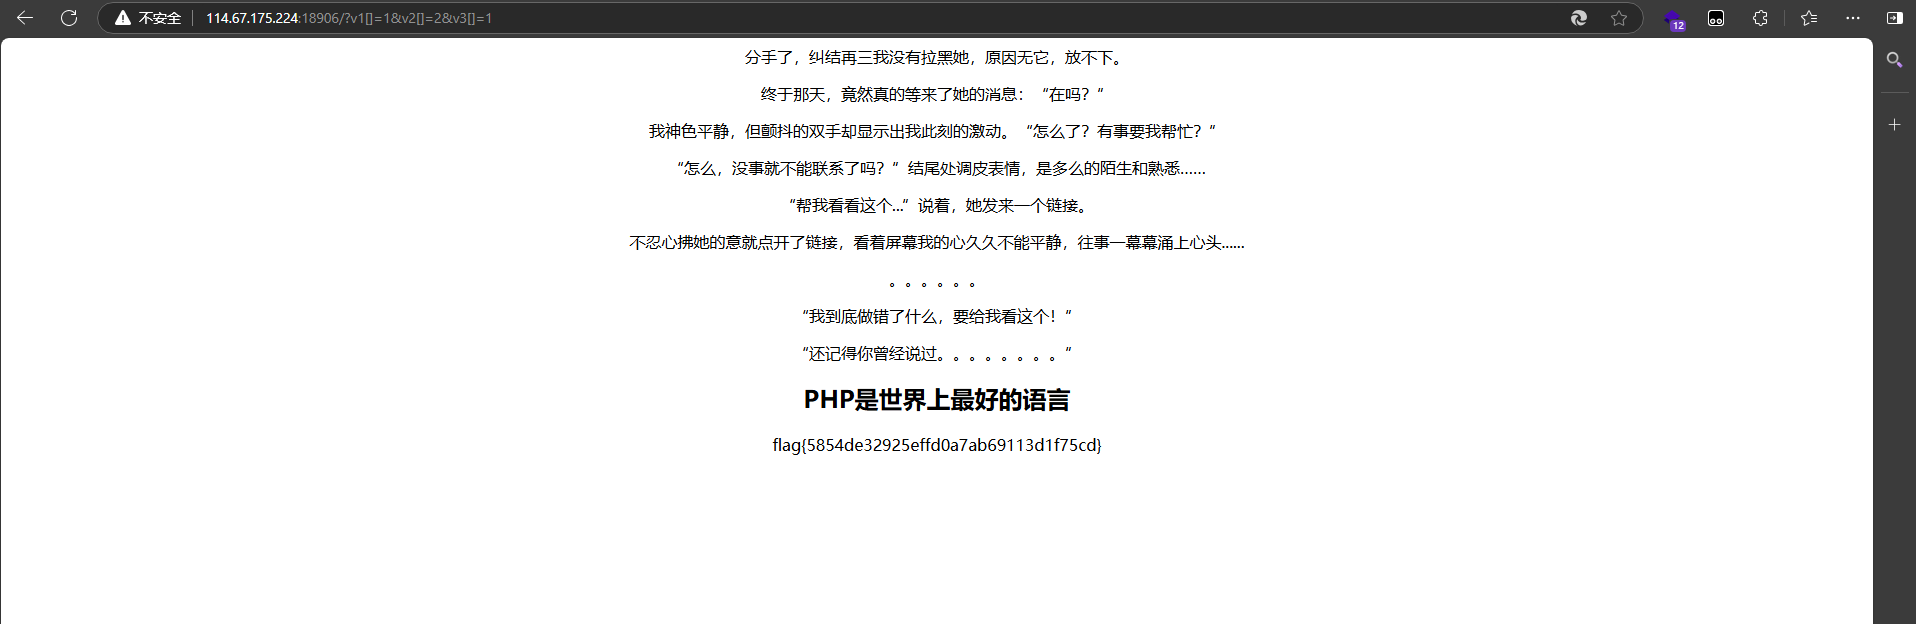 不安全
114.67.175.224:18906/?v1[]=1&v2[]=2&v3[]=1
12
分手了，纠结再三我没有拉黑她，原因无它，放不下。
终于那天，竟然真的等来了她的消息：“在吗？“
我神色平静，但颤抖的双手却显示出我此刻的激动。“怎么了？有事要我帮忙？“
“怎么，没事就不能联系了吗？”结尾处调皮表情，是多么的陌生和熟悉……
“帮我看看这个...”说着，她发来一个链接。
不忍心拂她的意就点开了链接，看着屏幕我的心久久不能平静，往事一幕幕涌上心头......
。。。。。。
“我到底做错了什么，要给我看这个！“
“还记得你曾经说过。。。。。。。。”
PHP是世界上最好的语言
flag{5854de32925effd0a7ab69113d1f75cd}